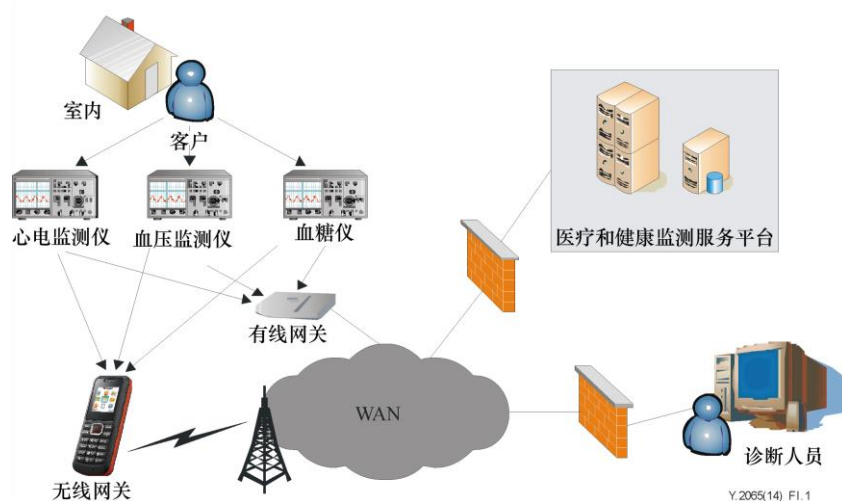 室内
客户
心电监测仪
血压监测仪
血糖仪
医疗和健康监测服务平台
有线网关
WAN
无线网关
诊断人员
Y.2065(14) FI.1